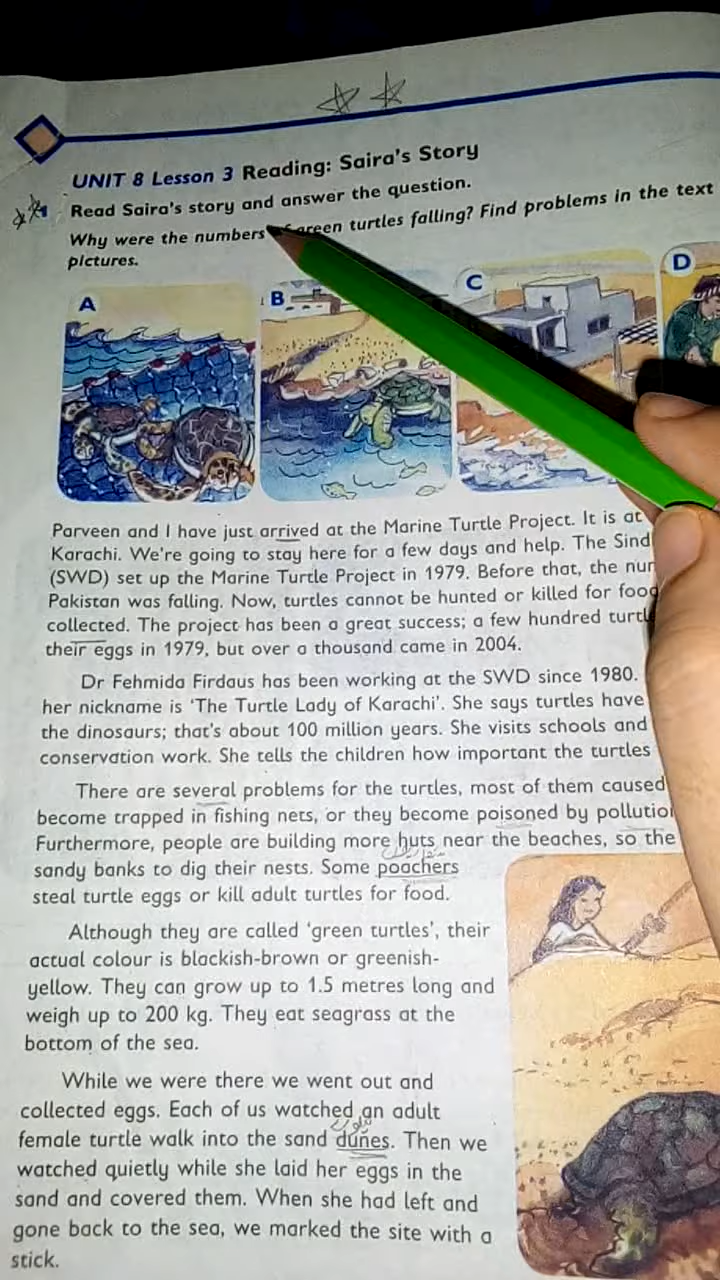 UNIT 8 Lesson 3 Reading: Saira's Story
1 Read Saira's story and answer the question.
Why were the numbers of green turtles falling? Find problems in the text
pictures.
A
B
C
D
Parveen and I have just arrived at the Marine Turtle Project. It is at
Karachi. We're going to stay here for a few days and help. The Sind
(SWD) set up the Marine Turtle Project in 1979. Before that, the
Pakistan was falling. Now, turtles cannot be hunted or killed for food
collected. The project has been a great success; a few hundred
their eggs in 1979, but over a thousand came in 2004.
Dr Fehmida Firdaus has been working at the SWD since 1980.
her nickname is 'The Turtle Lady of Karachi'. She says turtles have
the dinosaurs; that's about 100 million years. She visits schools and
conservation work. She tells the children how important the turtles
There are several problems for the turtles, most of them caused
become trapped in fishing nets, or they become poisoned by
Furthermore, people are building more huts near the beaches, so the
sandy banks to dig their nests. Some poachers
steal turtle eggs or kill adult turtles for food.
Although they are called 'green turtles', their
actual colour is blackish-brown or greenish-
yellow. They can grow up to 1.5 metres long and
weigh up to 200 kg. They eat seagrass at the
bottom of the sea.
While we were there we went out and
collected eggs. Each of us watched an adult
female turtle walk into the sand dunes. Then we
watched quietly while she laid her eggs in the
sand and covered them. When she had left and
gone back to the sea, we marked the site with a
stick.